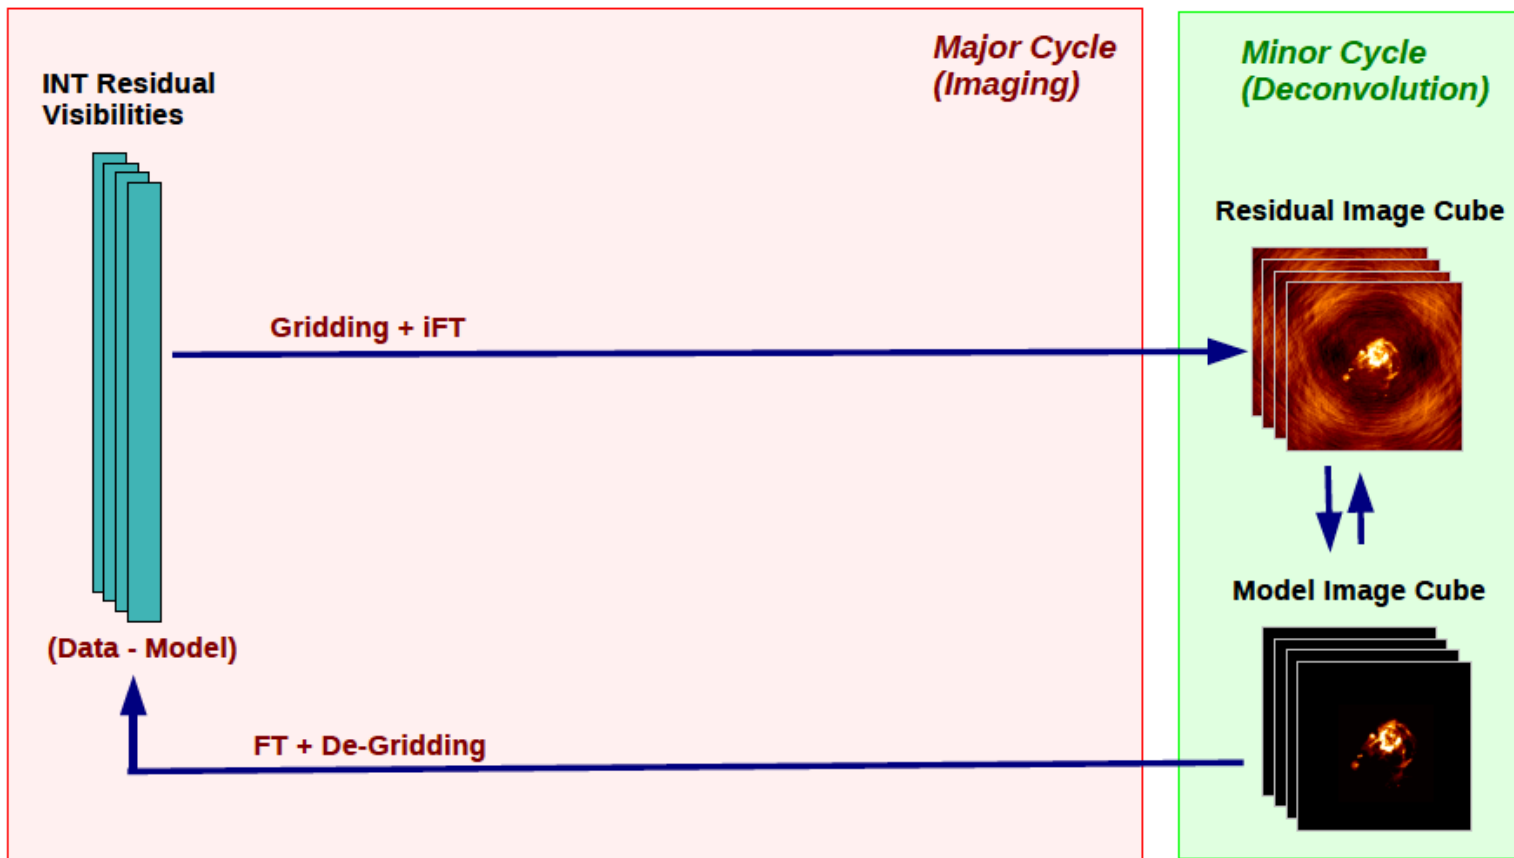 Major Cycle
(Imaging)
Minor Cycle
(Deconvolution)
INT Residual
Visibilities
Residual Image Cube
Gridding + iFT
Model Image Cube
(Data - Model)
FT + De-Gridding